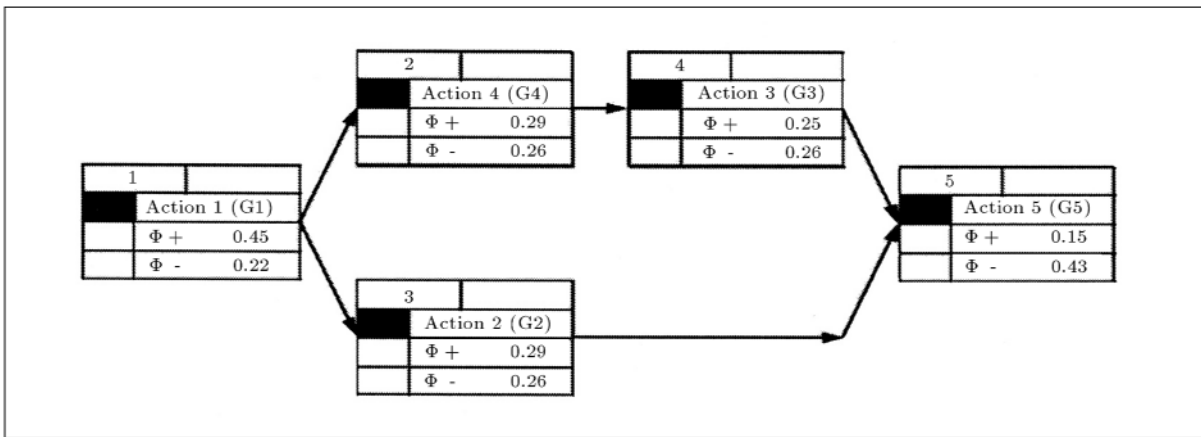 1
Action 1 (G1)
Φ + 0.45
Φ - 0.22
2
Action 4 (G4)
Φ + 0.29
Φ - 0.26
3
Action 2 (G2)
Φ + 0.29
Φ - 0.26
4
Action 3 (G3)
Φ + 0.25
Φ - 0.26
5
Action 5 (G5)
Φ + 0.15
Φ - 0.43